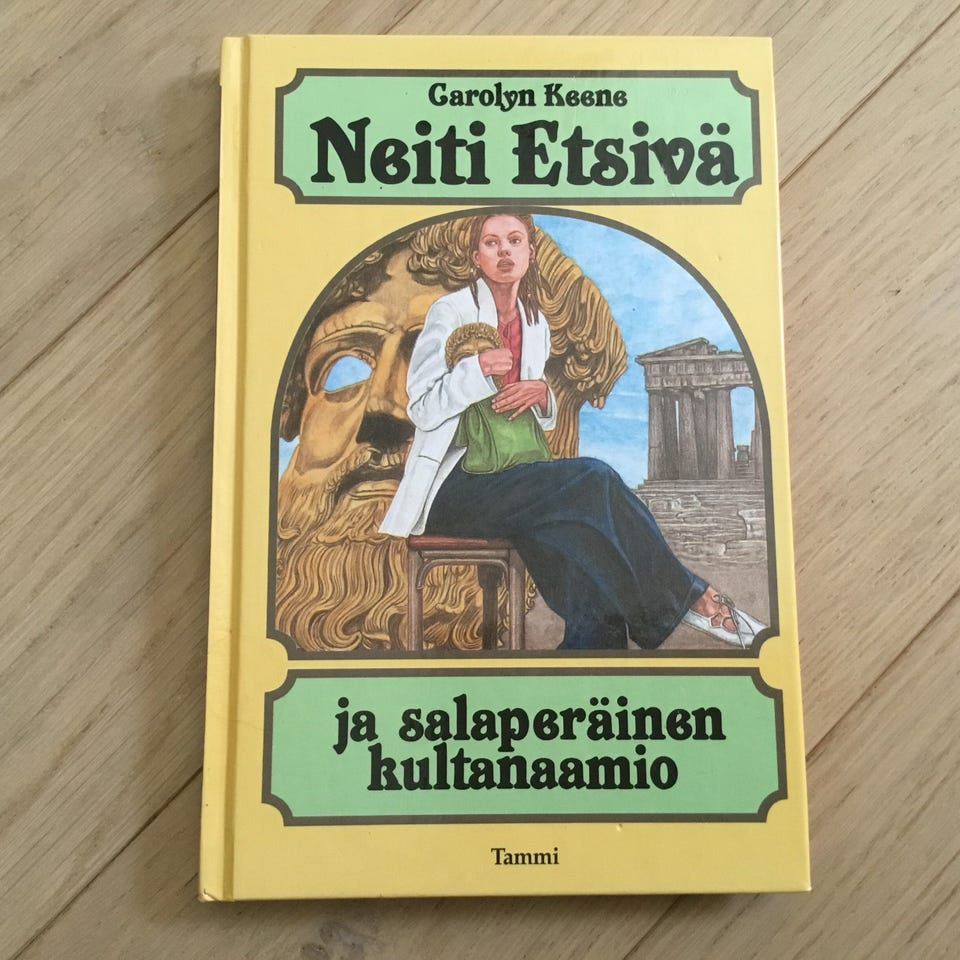 Carolyn Keene
Neiti Etsivä
ja salaperäinen
kultanaamio
Tammi